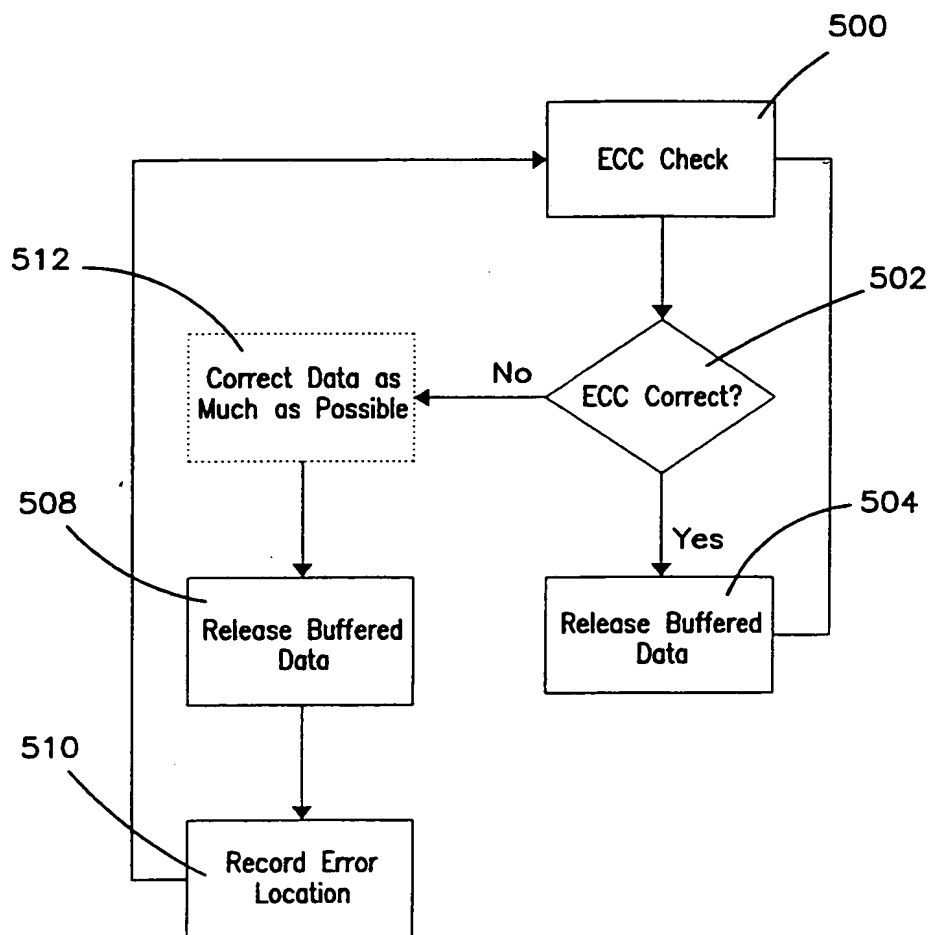 500
ECC Check
512
502
Correct Data as
Much as Possible
No
ECC Correct?
508
504
Yes
Release Buffered
Data
Release Buffered
Data
510
Record Error
Location